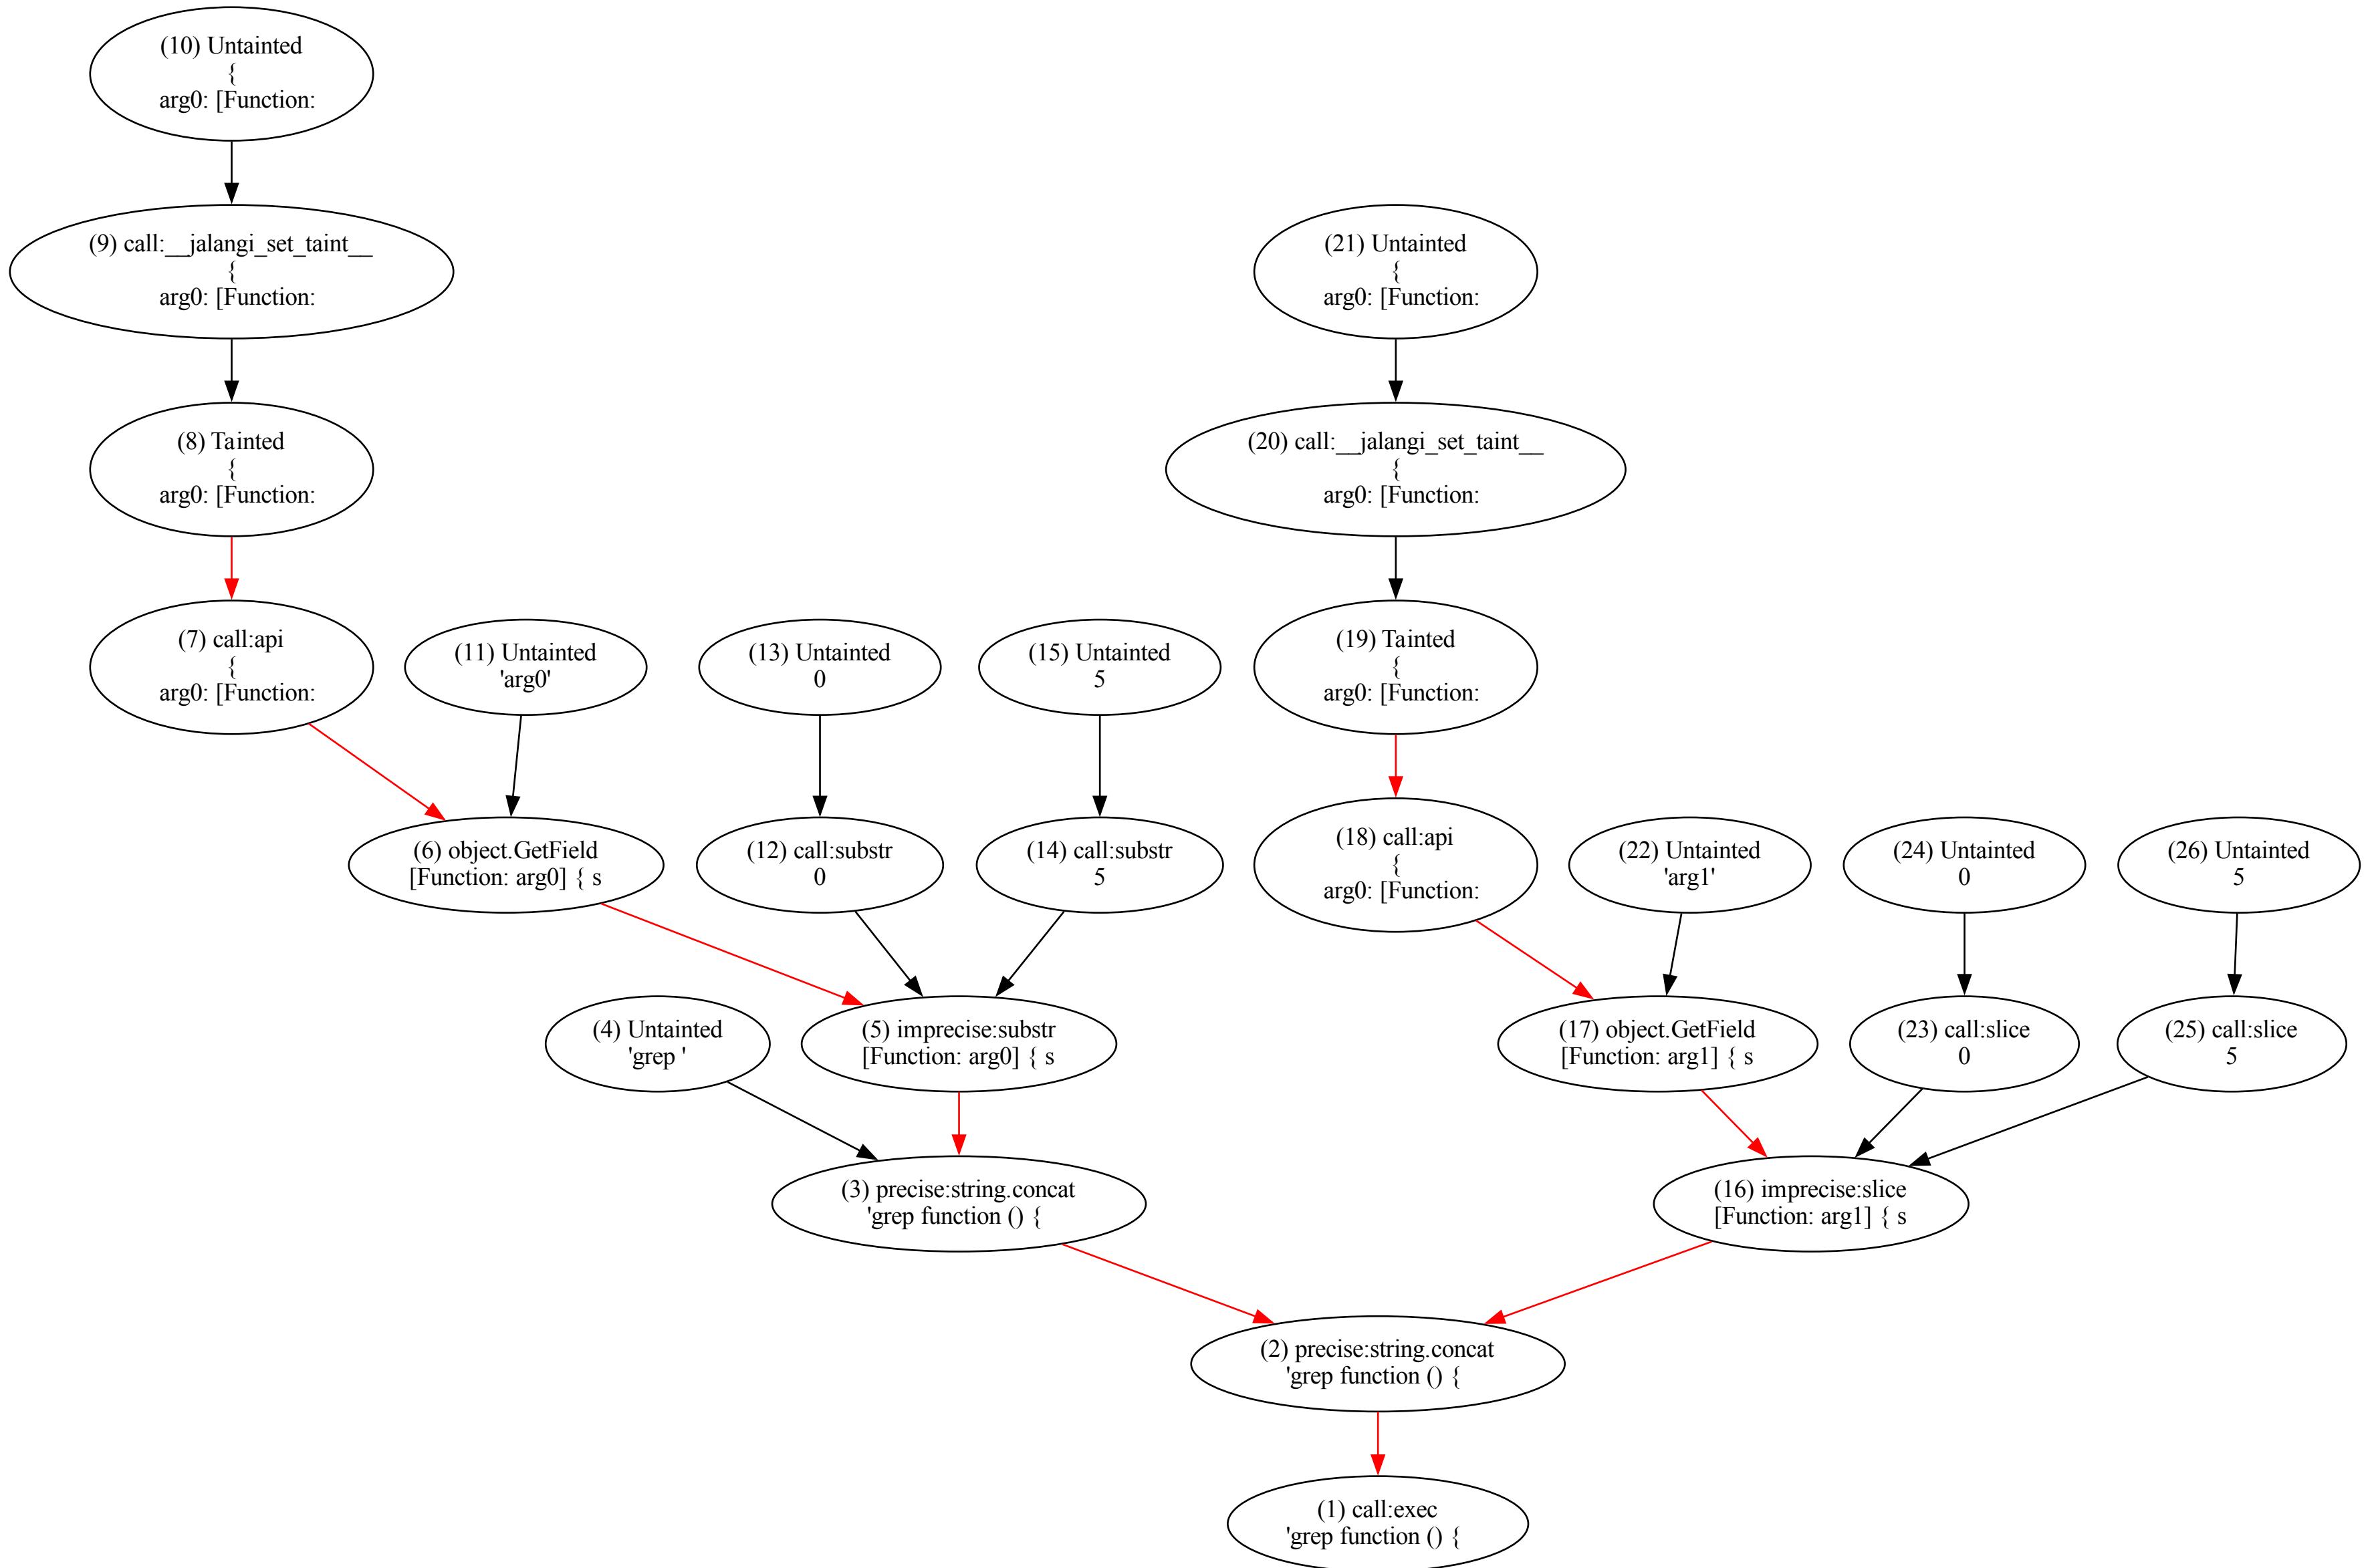 (10) Untainted
{
arg0: [Function:
(9) call:__jalangi_set_taint__
{
arg0: [Function:
(21) Untainted
{
arg0: [Function:
(8) Tainted
{
arg0: [Function:
(20) call:__jalangi_set_taint__
{
arg0: [Function:
(7) call:api
{
arg0: [Function:
(11) Untainted
'arg0'
(13) Untainted
0
(15) Untainted
5
(19) Tainted
{
arg0: [Function:
(6) object.GetField
[Function: arg0] { s
(12) call:substr
0
(14) call:substr
5
(18) call:api
{
arg0: [Function:
(22) Untainted
'arg1'
(24) Untainted
0
(26) Untainted
5
(4) Untainted
'grep '
(5) imprecise:substr
[Function: arg0] { s
(17) object.GetField
[Function: arg1] { s
(23) call:slice
0
(25) call:slice
5
(3) precise:string.concat
'grep function () {
(16) imprecise:slice
[Function: arg1] { s
(2) precise:string.concat
'grep function () {
(1) call:exec
'grep function () {